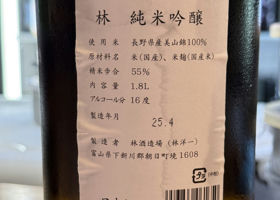 林 純米吟醸
使用米 長野県産美山錦100%
原材料名 米(国産)、米麹(国産米)
精米歩合 55%
内容量 1.8L
アルコール分 16度
製造年月 25.4
製造者 林酒造場(林洋一)
富山県下新川郡朝日町境1608